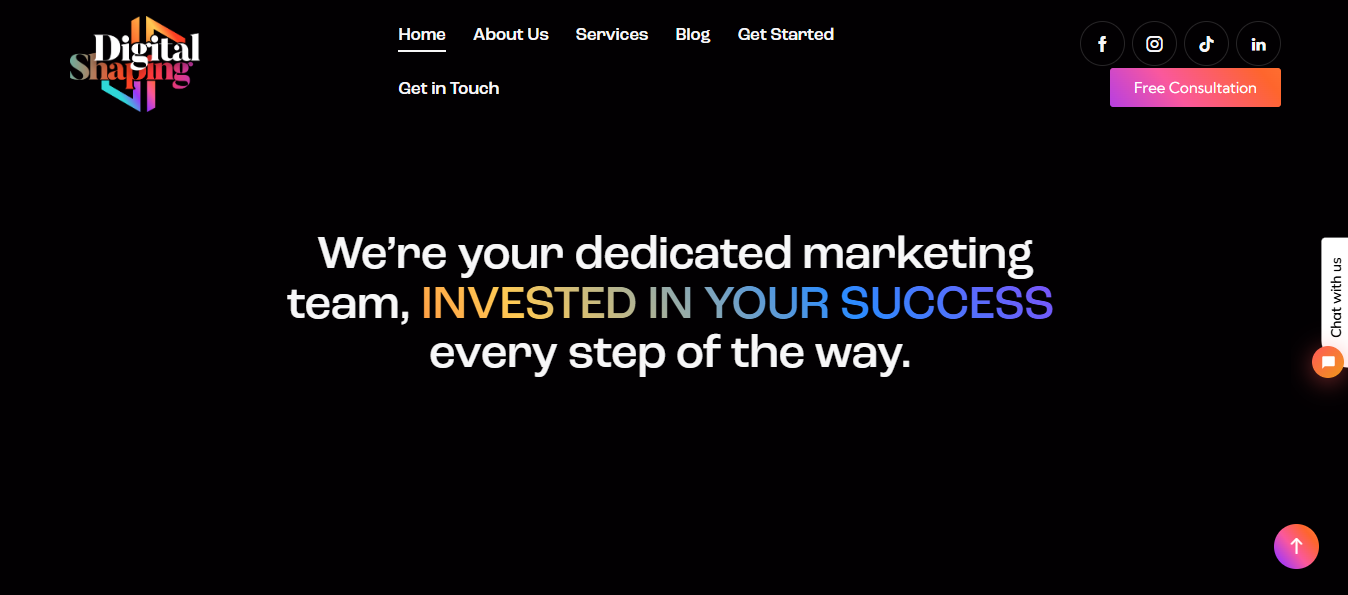 Digital
Shaping
Home About Us Services Blog Get Started
Get in Touch
Free Consultation
We’re your dedicated marketing
team, INVESTED IN YOUR SUCCESS
every step of the way.
Chat with us